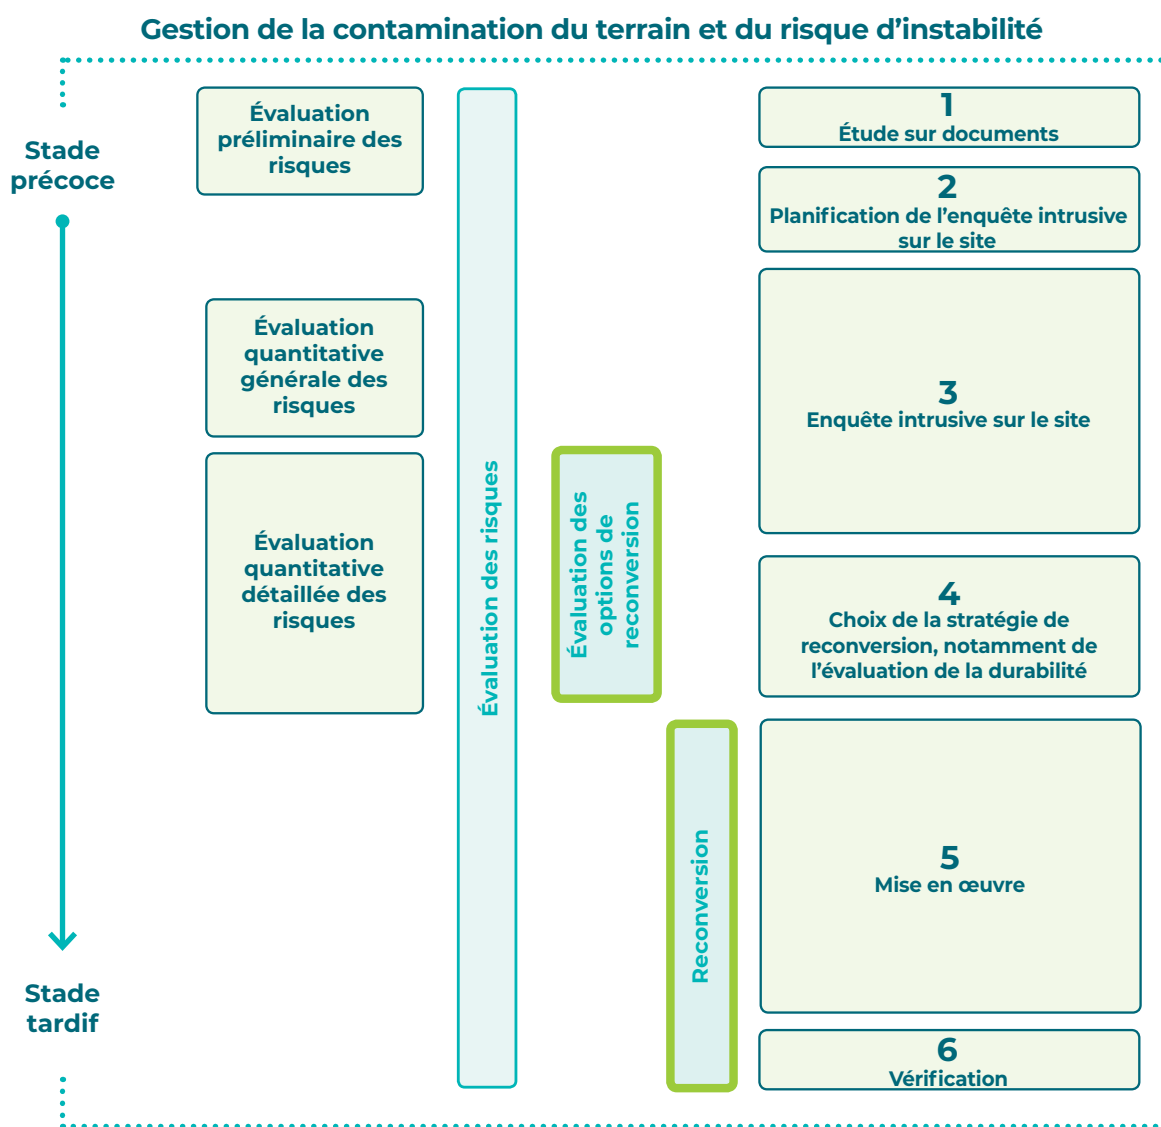 Gestion de la contamination du terrain et du risque d’instabilité
Stade
précoce
Stade
tardif
Évaluation
préliminaire des
risques
Évaluation
quantitative
générale des
risques
Évaluation
quantitative
détaillée des
risques
Évaluation des risques
Évaluation des
options de
reconversion
Reconversion
1
Étude sur documents
2
Planification de l’enquête intrusive
sur le site
3
Enquête intrusive sur le site
4
Choix de la stratégie de
reconversion, notamment de
l’évaluation de la durabilité
5
Mise en œuvre
6
Vérification